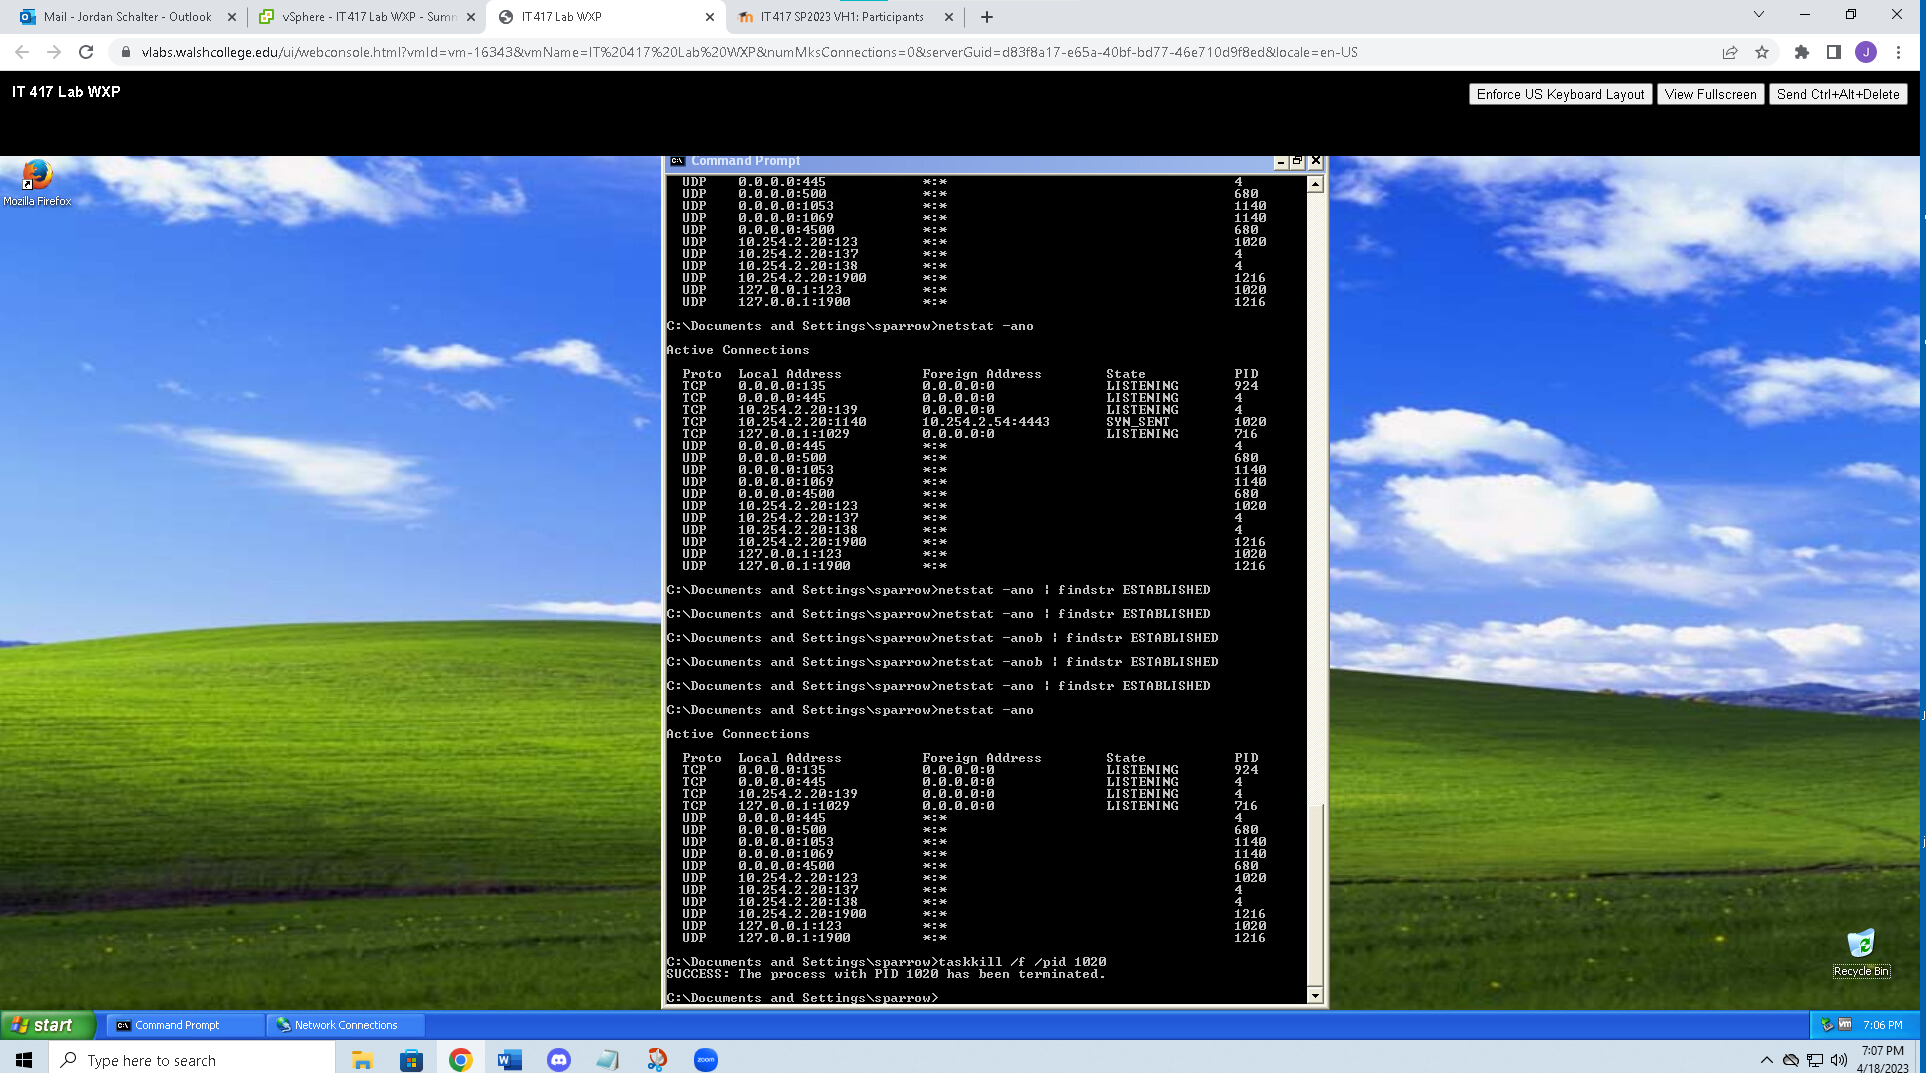 Mail - Jordan Schalter - Outlook
vSphere - IT417 Lab WXP - Summ
IT417 Lab WXP
IT417 SP2023 VH1: Participants
vlabs.walshcollege.edu/ui/webconsole.html?vmId=vm-16343&vmName=IT%20417%20Lab%20WXP&numMksConnections=0&serverGuid=d83f8a17-e65a-40bf-bd77-46e710d9f8ed&locale=en-US
J
IT 417 Lab WXP
Enforce US Keyboard Layout View Fullscreen Send Ctrl+Alt+Delete
Mozilla Firefox
Command Prompt
UDP 0.0.0.0:445 *:* 4
UDP 0.0.0.0:500 *:* 680
UDP 0.0.0.0:1053 *:* 1140
UDP 0.0.0.0:1069 *:* 1140
UDP 0.0.0.0:4500 *:* 680
UDP 10.254.2.20:123 *:* 1020
UDP 10.254.2.20:137 *:* 4
UDP 10.254.2.20:138 *:* 4
UDP 10.254.2.20:1900 *:* 1216
UDP 127.0.0.1:123 *:* 1020
UDP 127.0.0.1:1900 *:* 1216
C:\Documents and Settings\sparrow>netstat -ano
Active Connections
Proto Local Address Foreign Address State PID
TCP 0.0.0.0:135 0.0.0.0:0 LISTENING 924
TCP 0.0.0.0:445 0.0.0.0:0 LISTENING 4
TCP 10.254.2.20:139 0.0.0.0:0 LISTENING 4
TCP 10.254.2.20:1140 10.254.2.54:4443 SYN_SENT 1020
TCP 127.0.0.1:1029 0.0.0.0:0 LISTENING 716
UDP 0.0.0.0:445 *:* 4
UDP 0.0.0.0:500 *:* 680
UDP 0.0.0.0:1053 *:* 1140
UDP 0.0.0.0:1069 *:* 1140
UDP 0.0.0.0:4500 *:* 680
UDP 10.254.2.20:123 *:* 1020
UDP 10.254.2.20:137 *:* 4
UDP 10.254.2.20:138 *:* 4
UDP 10.254.2.20:1900 *:* 1216
UDP 127.0.0.1:123 *:* 1020
UDP 127.0.0.1:1900 *:* 1216
C:\Documents and Settings\sparrow>netstat -ano | findstr ESTABLISHED
C:\Documents and Settings\sparrow>netstat -ano | findstr ESTABLISHED
C:\Documents and Settings\sparrow>netstat -anob | findstr ESTABLISHED
C:\Documents and Settings\sparrow>netstat -anob | findstr ESTABLISHED
C:\Documents and Settings\sparrow>netstat -ano | findstr ESTABLISHED
C:\Documents and Settings\sparrow>netstat -ano
Active Connections
Proto Local Address Foreign Address State PID
TCP 0.0.0.0:135 0.0.0.0:0 LISTENING 924
TCP 0.0.0.0:445 0.0.0.0:0 LISTENING 4
TCP 10.254.2.20:139 0.0.0.0:0 LISTENING 4
TCP 127.0.0.1:1029 0.0.0.0:0 LISTENING 716
UDP 0.0.0.0:445 *:* 4
UDP 0.0.0.0:500 *:* 680
UDP 0.0.0.0:1053 *:* 1140
UDP 0.0.0.0:1069 *:* 1140
UDP 0.0.0.0:4500 *:* 680
UDP 10.254.2.20:123 *:* 1020
UDP 10.254.2.20:137 *:* 4
UDP 10.254.2.20:138 *:* 4
UDP 10.254.2.20:1900 *:* 1216
UDP 127.0.0.1:123 *:* 1020
UDP 127.0.0.1:1900 *:* 1216
C:\Documents and Settings\sparrow>taskkill /f /pid 1020
SUCCESS: The process with PID 1020 has been terminated.
C:\Documents and Settings\sparrow>
Recycle Bin
start
Command Prompt
Network Connections
7:06 PM
Type here to search
zoom
7:07 PM
4/18/2023